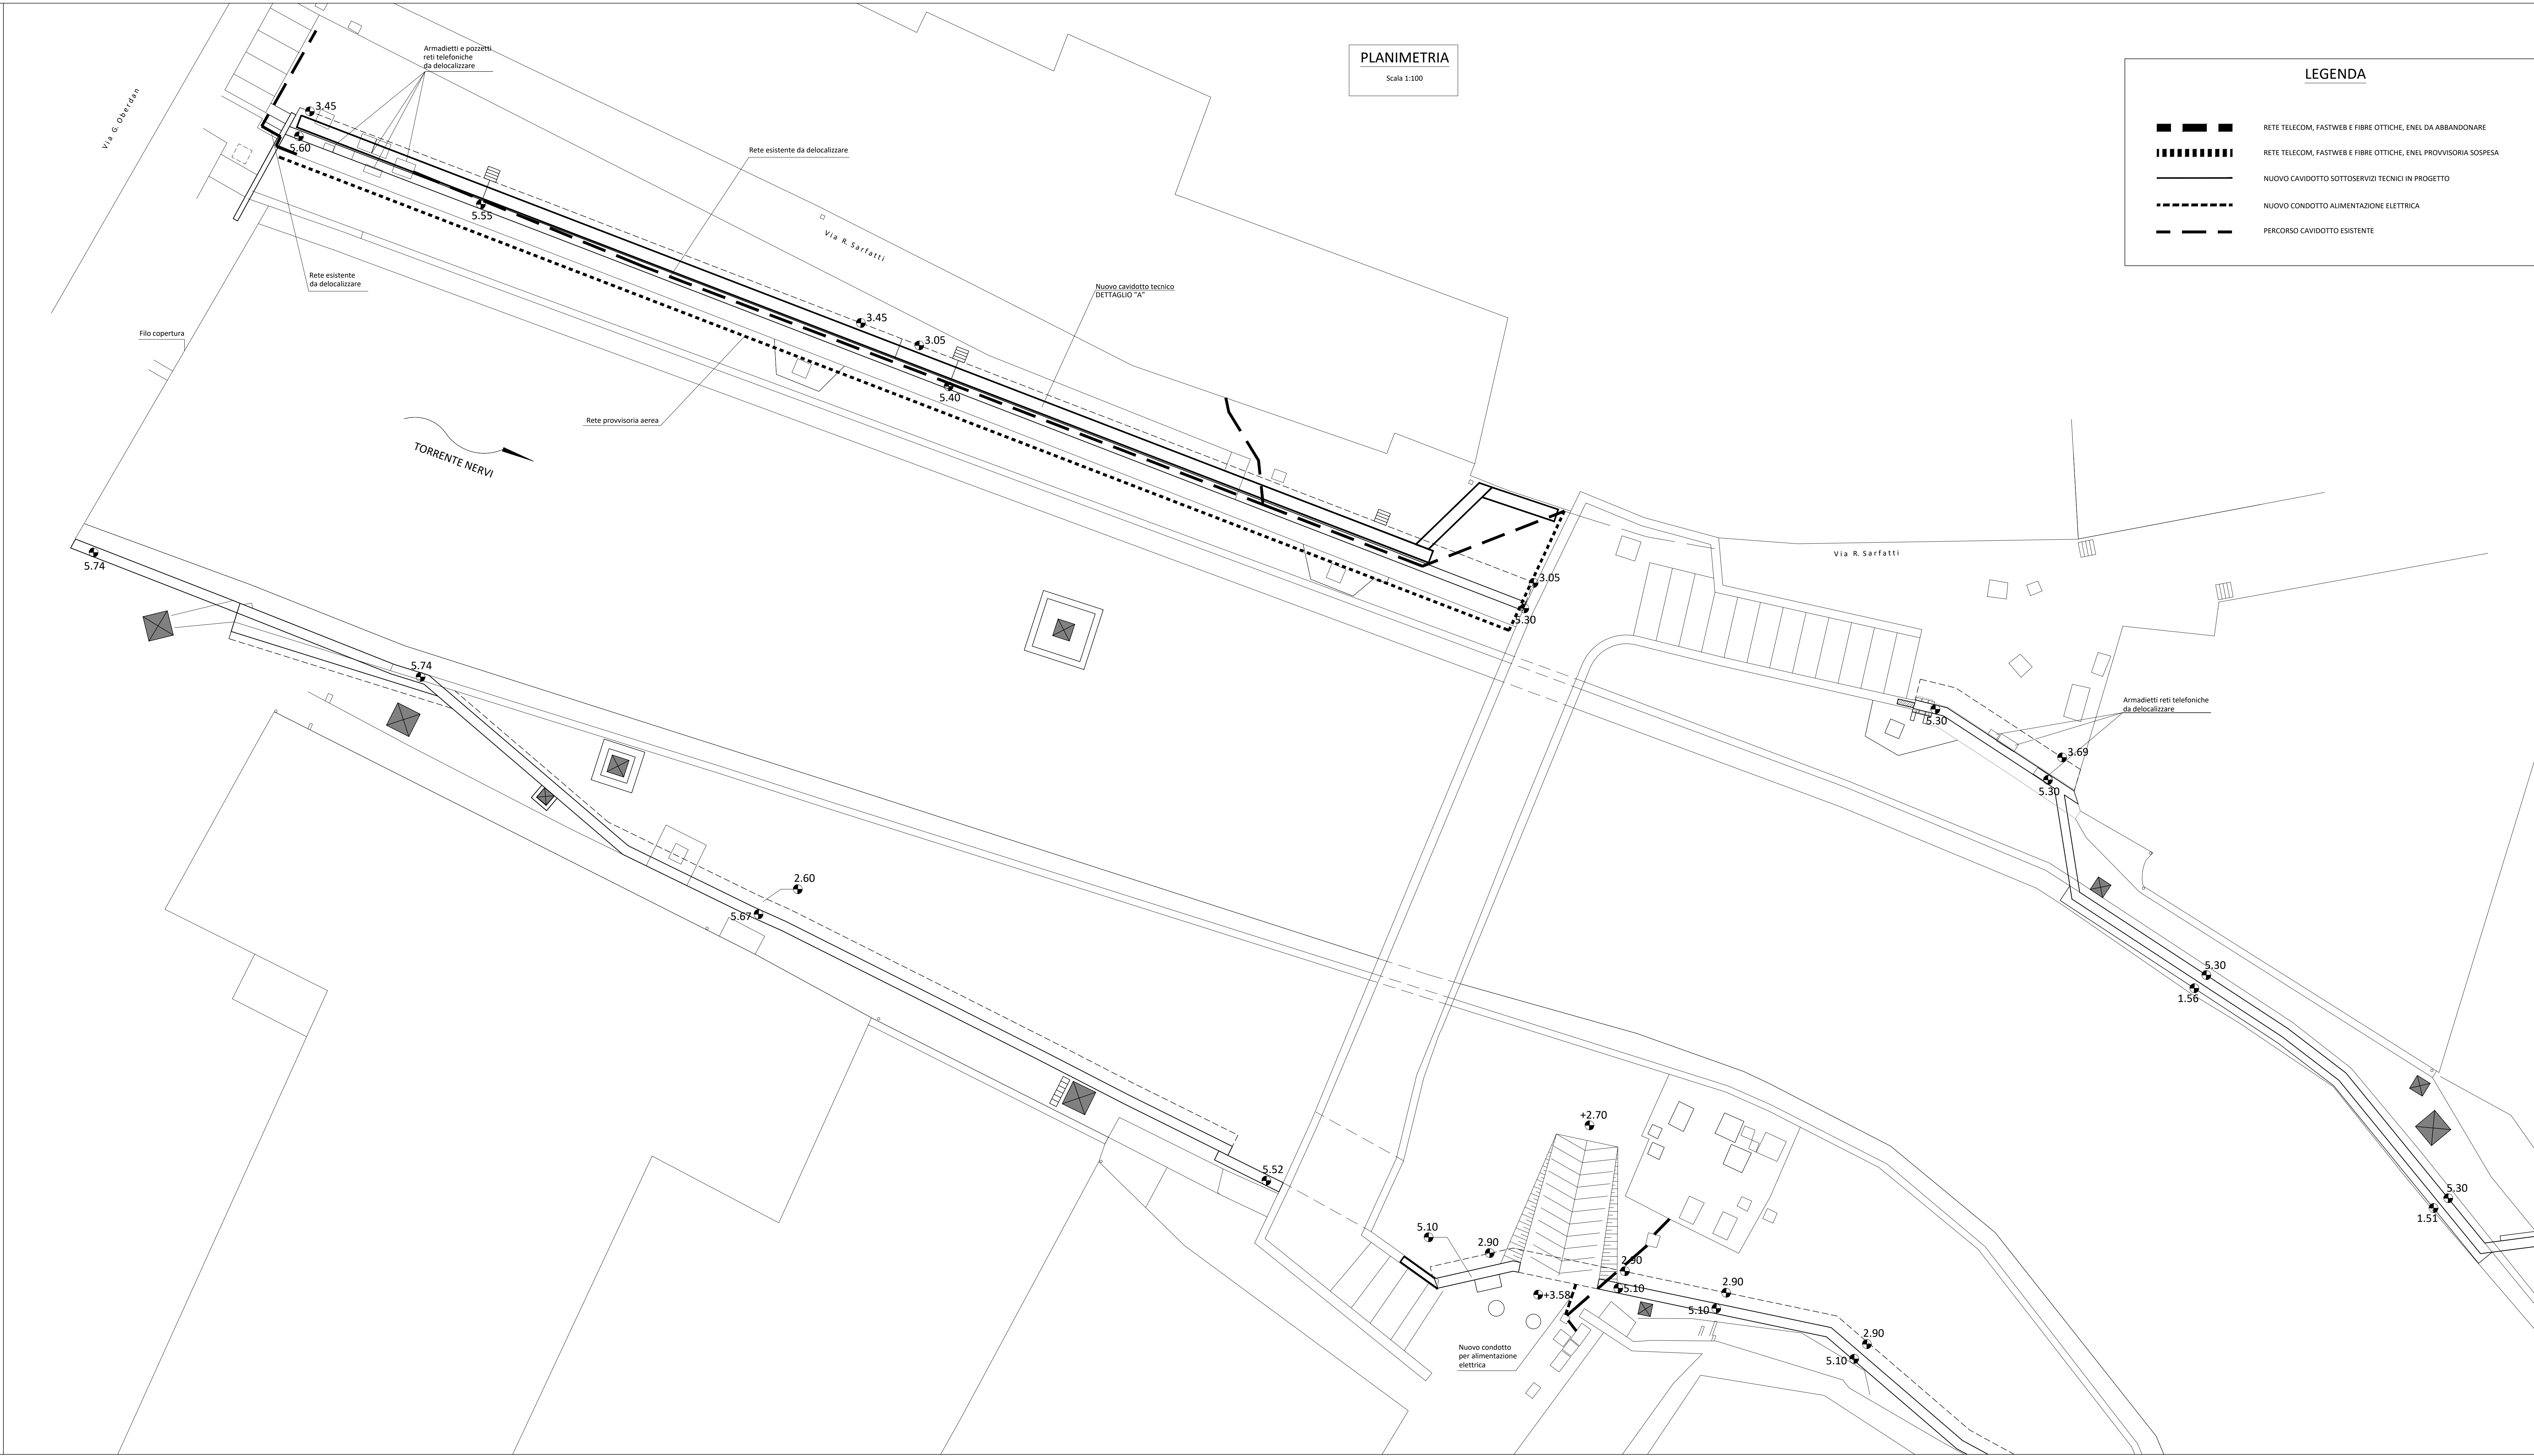 PLANIMETRIA
Scala 1:100
LEGENDA
RETE TELECOM, FASTWEB E FIBRE OTTICHE, ENEL DA ABBANDONARE
RETE TELECOM, FASTWEB E FIBRE OTTICHE, ENEL PROVVISORIA SOSPESA
NUOVO CAVIDOTTO SOTTOSERVIZI TECNICI IN PROGETTO
NUOVO CONDOTTO ALIMENTAZIONE ELETTRICA
PERCORSO CAVIDOTTO ESISTENTE
Armadietti e pozzetti
reti telefoniche
da delocalizzare
Via G. Oberdan
3.45
5.60
5.55
Rete esistente da delocalizzare
Via R. Sarfatti
Rete esistente
da delocalizzare
Nuovo cavidotto tecnico
DETTAGLIO "A"
Filo copertura
3.45
3.05
5.40
Rete provvisoria aerea
TORRENTE NERVI
5.74
3.05
5.30
Via R. Sarfatti
5.74
Armadietti reti telefoniche
da delocalizzare
5.30
3.69
5.30
2.60
5.67
5.30
1.56
+2.70
5.52
5.30
1.51
5.10
2.90
2.90
5.10
2.90
+3.58
5.10
2.90
5.10
Nuovo condotto
per alimentazione
elettrica